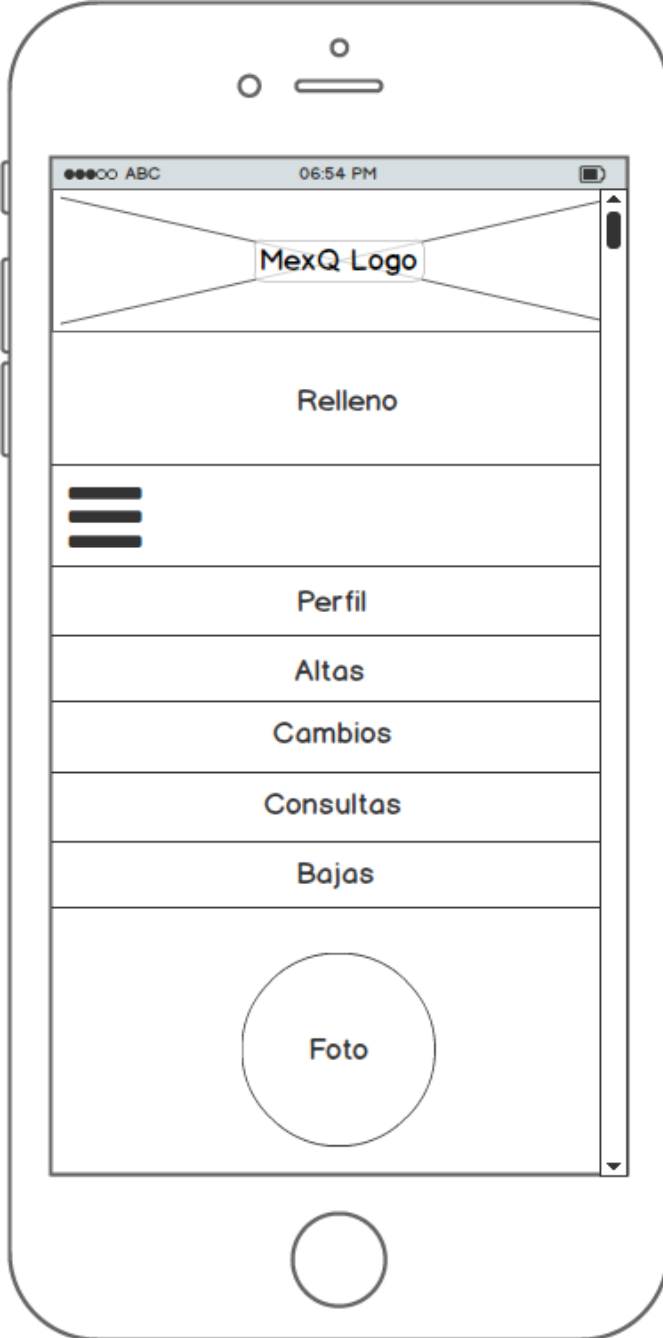 ABC 06:54 PM
MexQ Logo
Relleno
Perfil
Altas
Cambios
Consultas
Bajas
Foto